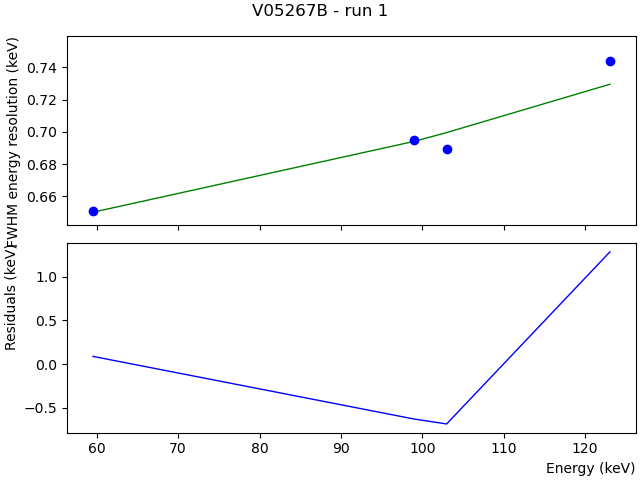 V05267B - run 1
FWHM energy resolution (keV)
0.74
0.72
0.70
0.68
0.66
Residuals (keV)
1.0
0.5
0.0
−0.5
60 70 80 90 100 110 120
Energy (keV)